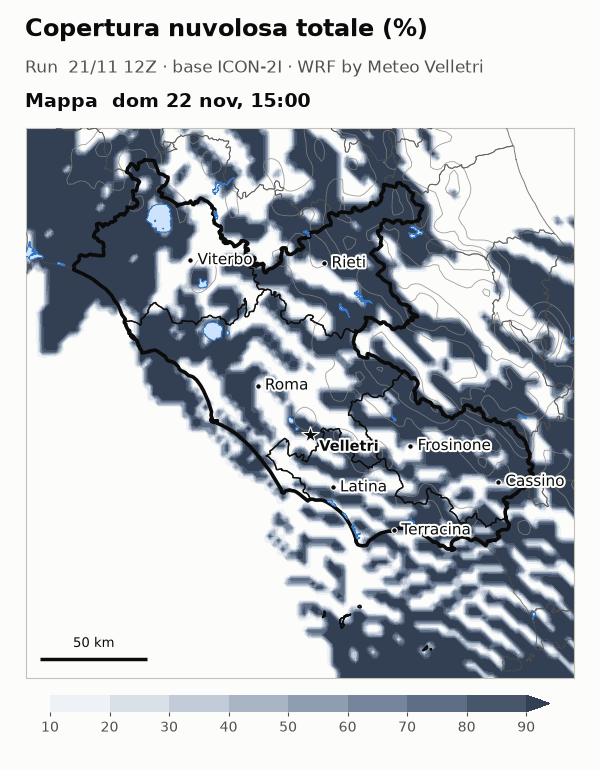 Copertura nuvolosa totale (%)
Run  21/11 12Z · base ICON-2I · WRF by Meteo Velletri
Mappa  dom 22 nov, 15:00
Viterbo
Rieti
Roma
Velletri
Frosinone
Cassino
Latina
Terracina
50 km
10 20 30 40 50 60 70 80 90